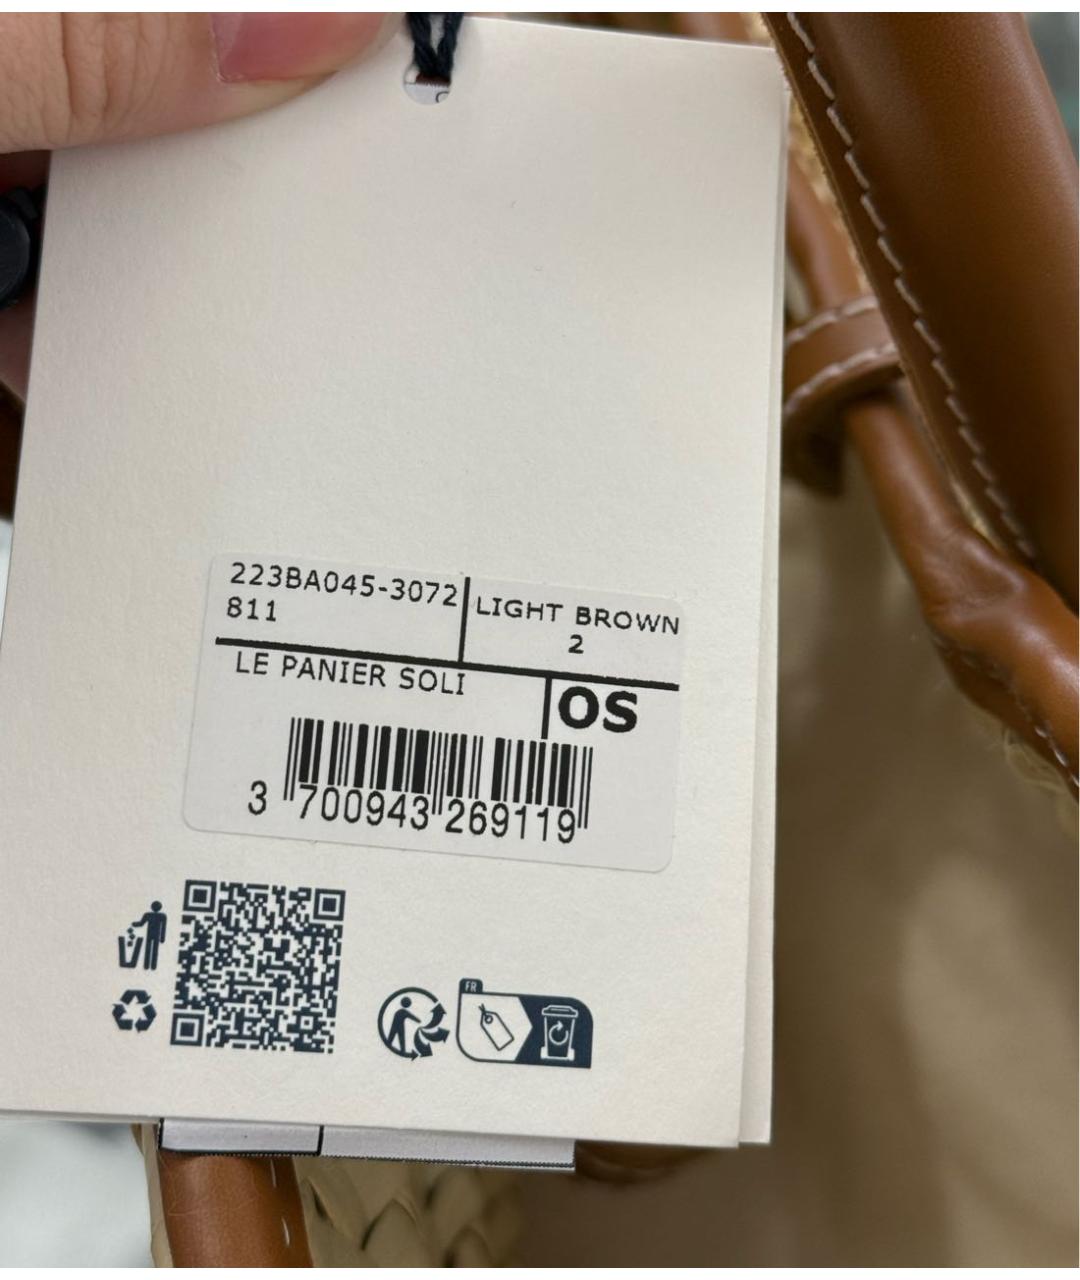 223BA045-3072
811
LIGHT BROWN
2
LE PANIER SOLI
OS
3 700943 269119
FR